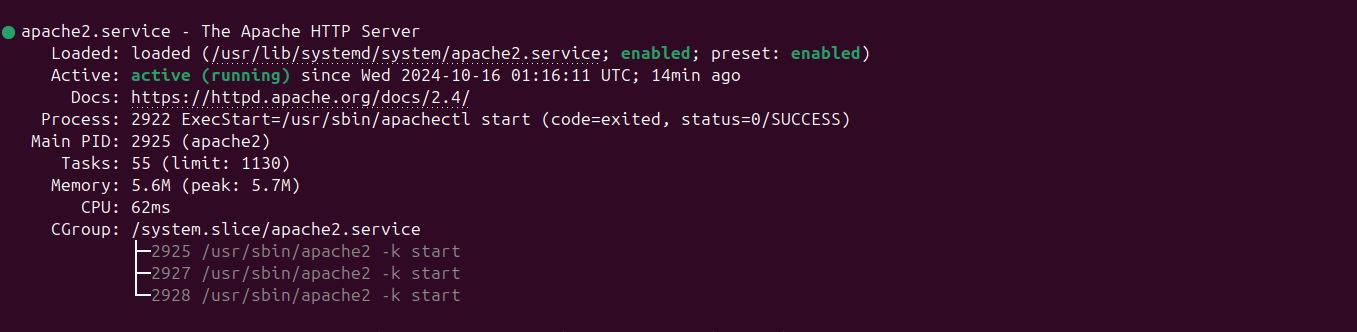 ● apache2.service - The Apache HTTP Server
     Loaded: loaded (/usr/lib/systemd/system/apache2.service; enabled; preset: enabled)
     Active: active (running) since Wed 2024-10-16 01:16:11 UTC; 14min ago
       Docs: https://httpd.apache.org/docs/2.4/
    Process: 2922 ExecStart=/usr/sbin/apachectl start (code=exited, status=0/SUCCESS)
   Main PID: 2925 (apache2)
      Tasks: 55 (limit: 1130)
     Memory: 5.6M (peak: 5.7M)
        CPU: 62ms
     CGroup: /system.slice/apache2.service
             ├─2925 /usr/sbin/apache2 -k start
             ├─2927 /usr/sbin/apache2 -k start
             └─2928 /usr/sbin/apache2 -k start